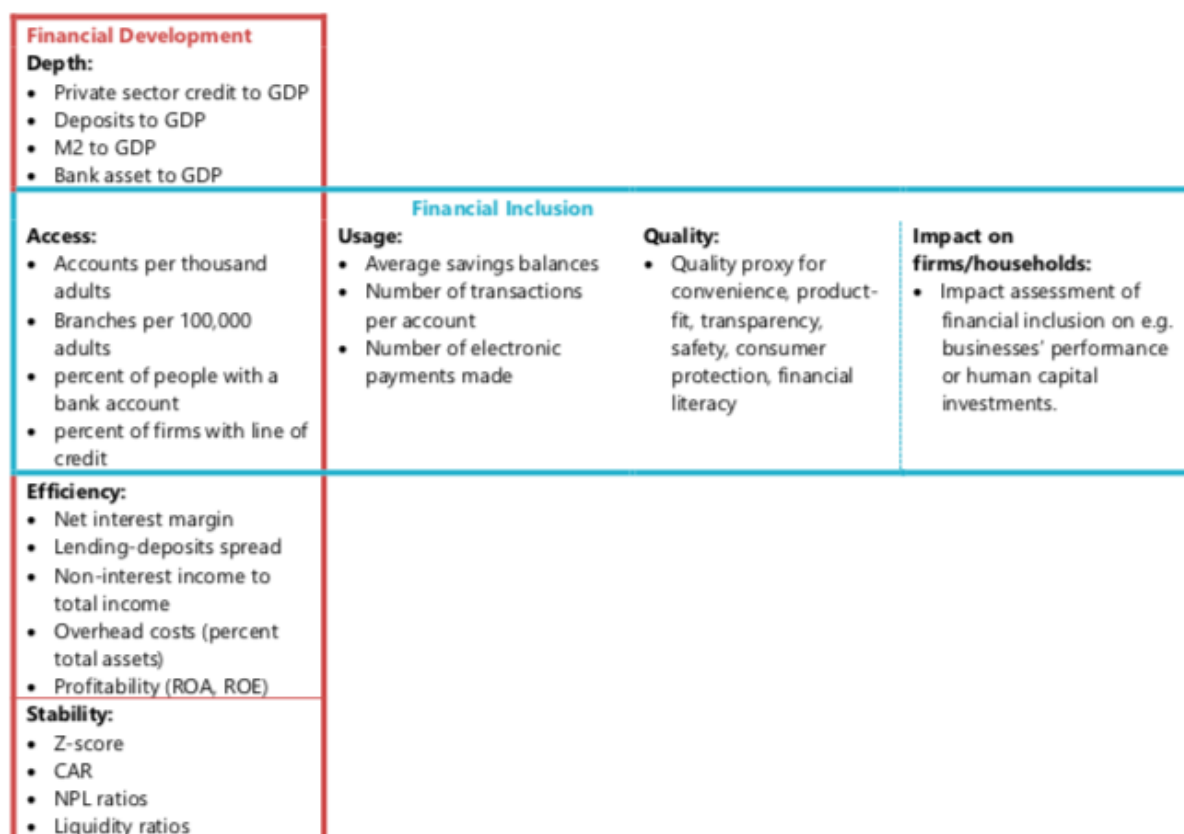 Financial Development
Depth:
• Private sector credit to GDP
• Deposits to GDP
• M2 to GDP
• Bank asset to GDP
Financial Inclusion
Access:
• Accounts per thousand
adults
• Branches per 100,000
adults
• percent of people with a
bank account
• percent of firms with line of
credit
Usage:
• Average savings balances
• Number of transactions
per account
• Number of electronic
payments made
Quality:
• Quality proxy for
convenience, product-
fit, transparency,
safety, consumer
protection, financial
literacy
Impact on
firms/households:
• Impact assessment of
financial inclusion on e.g.
businesses' performance
or human capital
investments.
Efficiency:
• Net interest margin
• Lending-deposits spread
• Non-interest income to
total income
• Overhead costs (percent
total assets)
• Profitability (ROA, ROE)
Stability:
• Z-score
• CAR
• NPL ratios
• Liquidity ratios